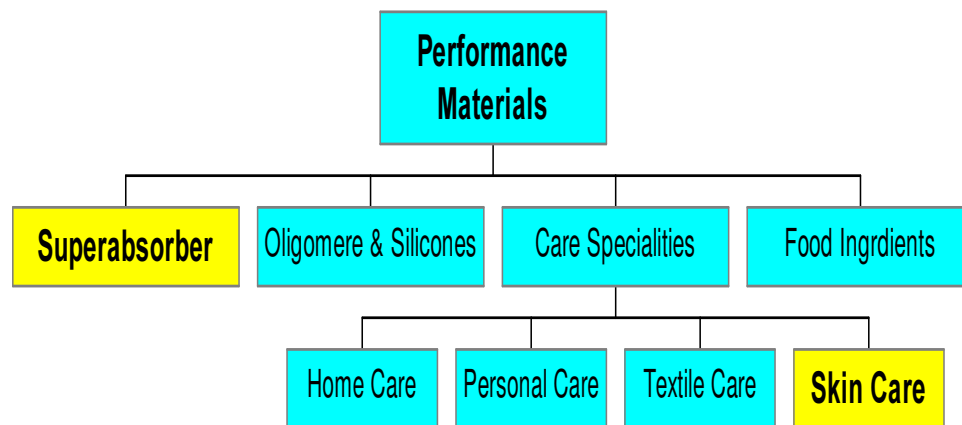 Performance
Materials
Superabsorber
Oligomere & Silicones
Care Specialities
Food Ingrdients
Home Care
Personal Care
Textile Care
Skin Care